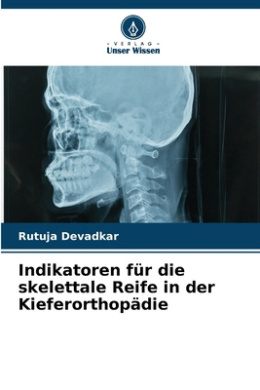 VERLAG
Unser Wissen
Rutuja Devadkar
Indikatoren für die
skelettale Reife in der
Kieferorthopädie